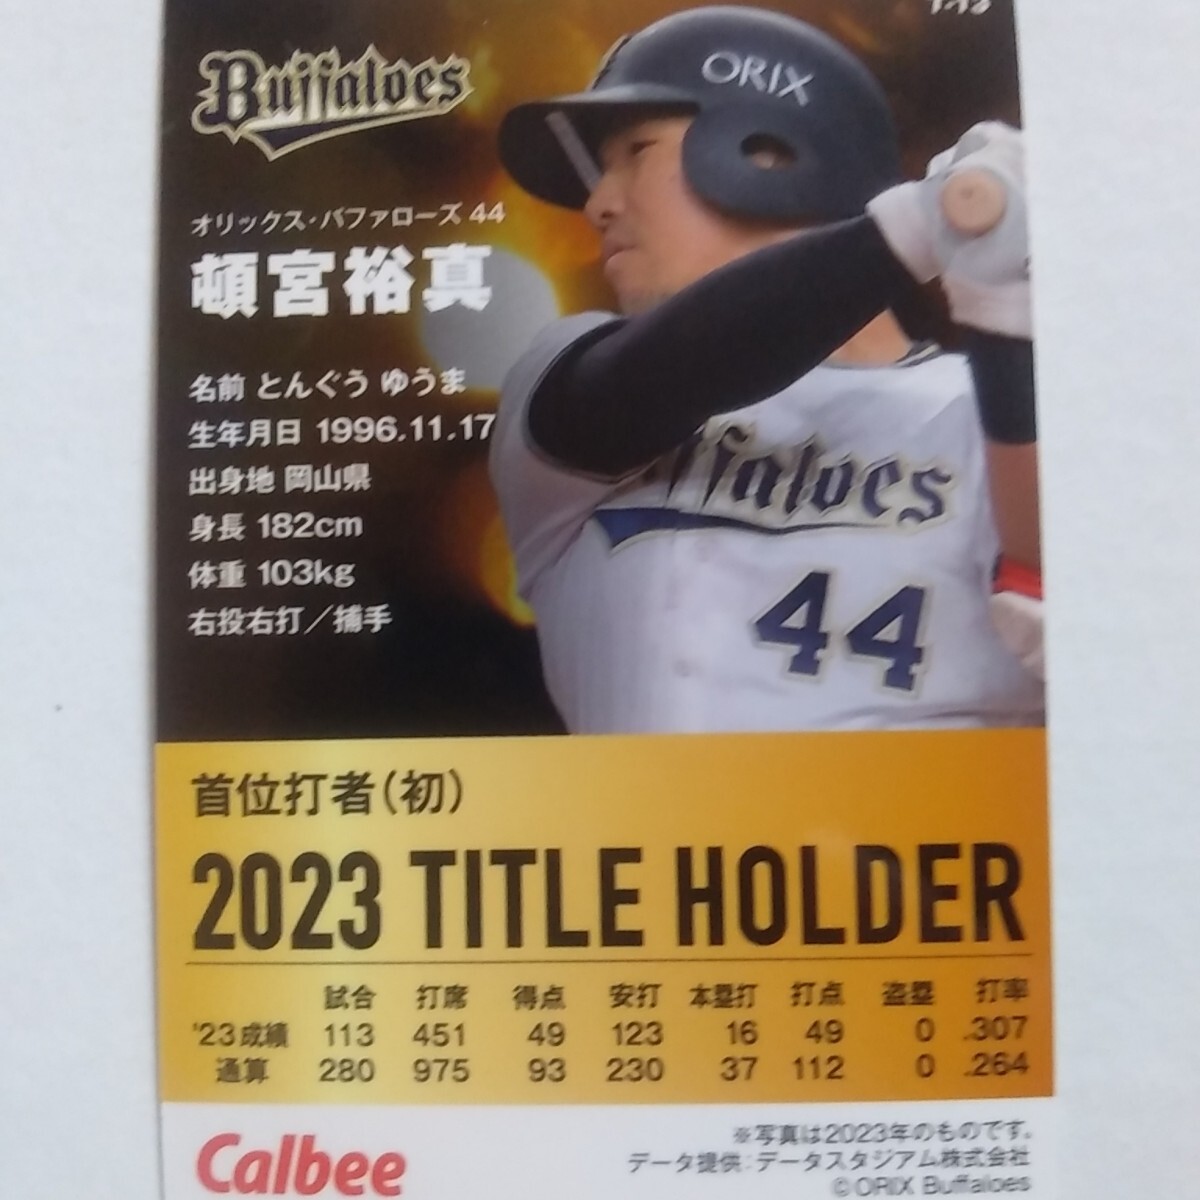 Buffaloes
ORIX
オリックス・バファローズ 44
頓宮裕真
名前 とんぐう ゆうま
生年月日 1996.11.17
出身地 岡山県
身長 182cm
体重 103kg
右投右打／捕手
ffaloes
44
首位打者(初)
2023 TITLE HOLDER
試合 打席 得点 安打 本塁打 打点 盗塁 打率
'23成績 113 451 49 123 16 49 0 .307
通算 280 975 93 230 37 112 0 .264
Calbee
※写真は2023年のものです。
データ提供：データスタジアム株式会社
©ORIX Buffaloes